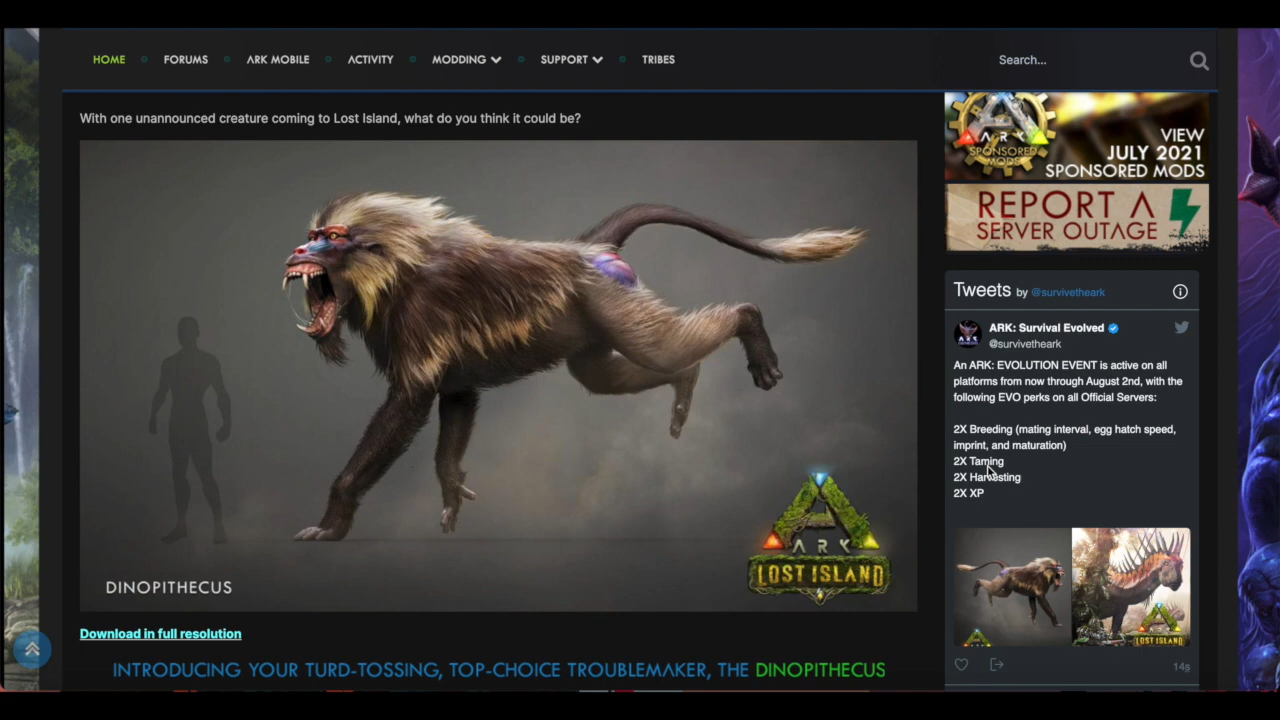 HOME
FORUMS
ARK MOBILE
ACTIVITY
MODDING
SUPPORT
TRIBES
Search...
With one unannounced creature coming to Lost Island, what do you think it could be?
DINOPITHECUS
ARK
LOST ISLAND
Download in full resolution
INTRODUCING YOUR TURD-TOSSING, TOP-CHOICE TROUBLEMAKER, THE DINOPITHECUS
ARK
SPONSORED
MODS
VIEW
JULY 2021
SPONSORED MODS
REPORT A
SERVER OUTAGE
Tweets by @survivetheark
ARK: Survival Evolved
@survivetheark
An ARK: EVOLUTION EVENT is active on all
platforms from now through August 2nd, with the
following EVO perks on all Official Servers:
2X Breeding (mating interval, egg hatch speed,
imprint, and maturation)
2X Taming
2X Harvesting
2X XP
LOST ISLAND
14s